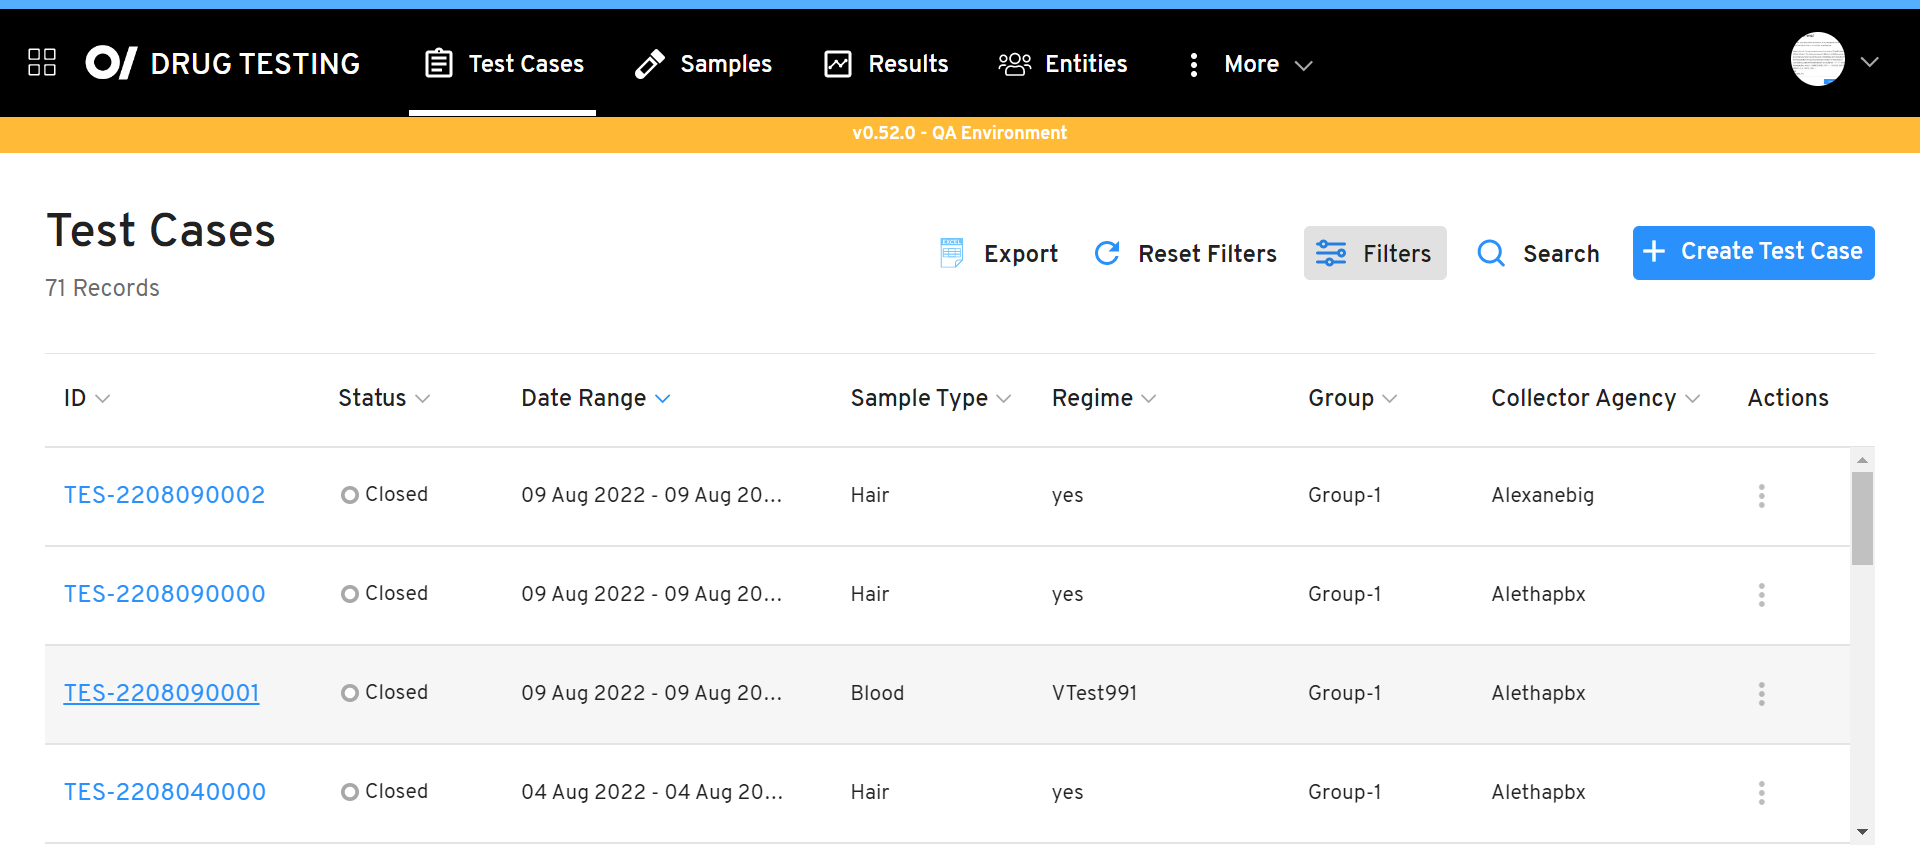 DRUG TESTING Test Cases Samples Results Entities More
v0.52.0 - QA Environment
Test Cases
71 Records
EXCEL Export Reset Filters Filters Search Create Test Case
ID Status Date Range Sample Type Regime Group Collector Agency Actions
TES-2208090002 Closed 09 Aug 2022 - 09 Aug 20... Hair yes Group-1 Alexanebig
TES-2208090000 Closed 09 Aug 2022 - 09 Aug 20... Hair yes Group-1 Alethapbx
TES-2208090001 Closed 09 Aug 2022 - 09 Aug 20... Blood VTest991 Group-1 Alethapbx
TES-2208040000 Closed 04 Aug 2022 - 04 Aug 20... Hair yes Group-1 Alethapbx